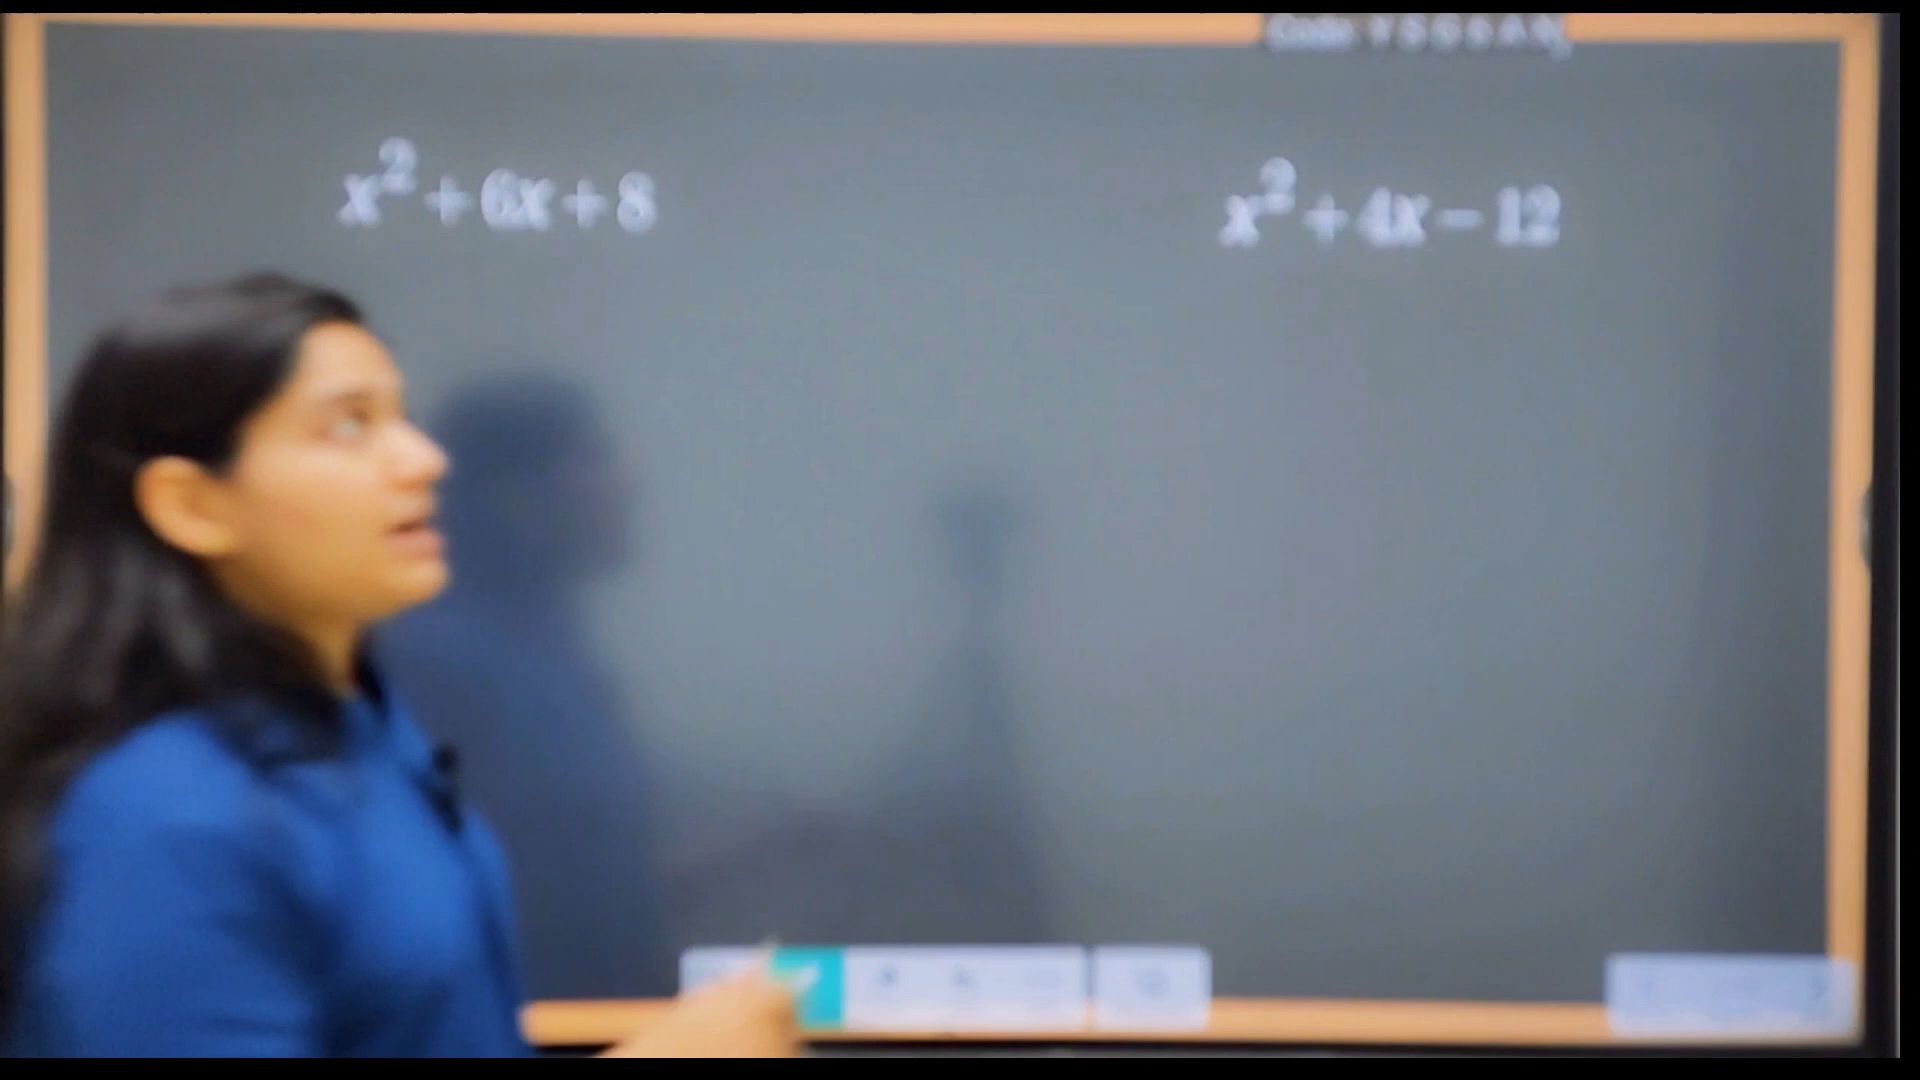 x² + 6x + 8
x² + 4x − 12